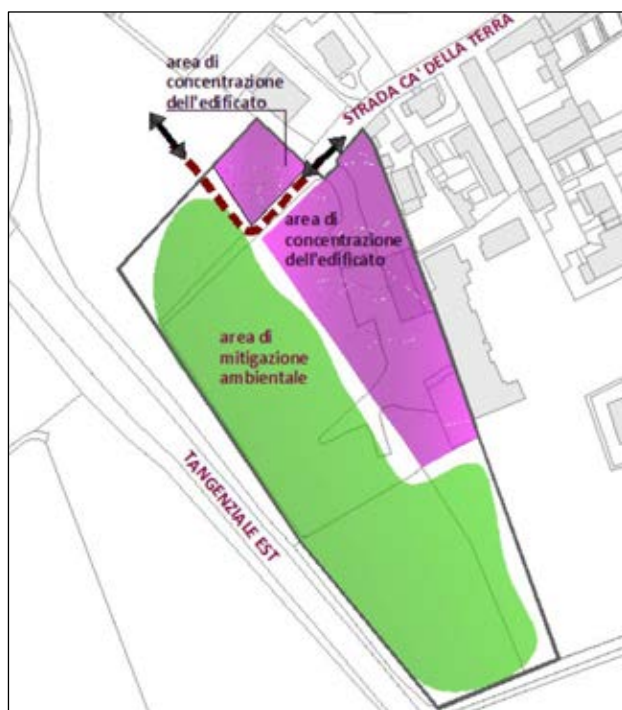 area di
concentrazione
dell'edificato
STRADA CA' DELLA TERRA
area di
concentrazione
dell'edificato
area di
mitigazione
ambientale
TANGENZIALE EST